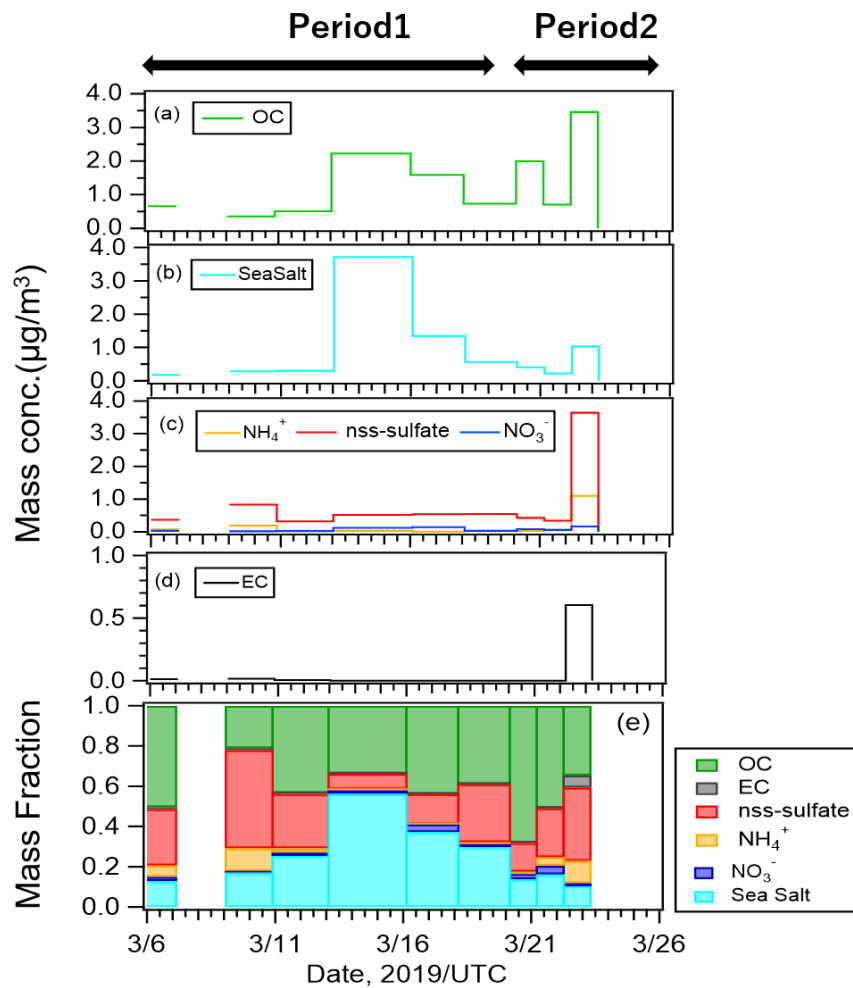 Period1 Period2
Mass conc.(μg/m³)
4.0
3.0
2.0
1.0
0.0
(a) OC
4.0
3.0
2.0
1.0
0.0
(b) SeaSalt
4.0
3.0
2.0
1.0
0.0
(c) NH₄⁺ nss-sulfate NO₃⁻
1.0
0.5
0.0
(d) EC
Mass Fraction
1.0
0.8
0.6
0.4
0.2
0.0
(e)
OC
EC
nss-sulfate
NH₄⁺
NO₃⁻
Sea Salt
3/6 3/11 3/16 3/21 3/26
Date, 2019/UTC